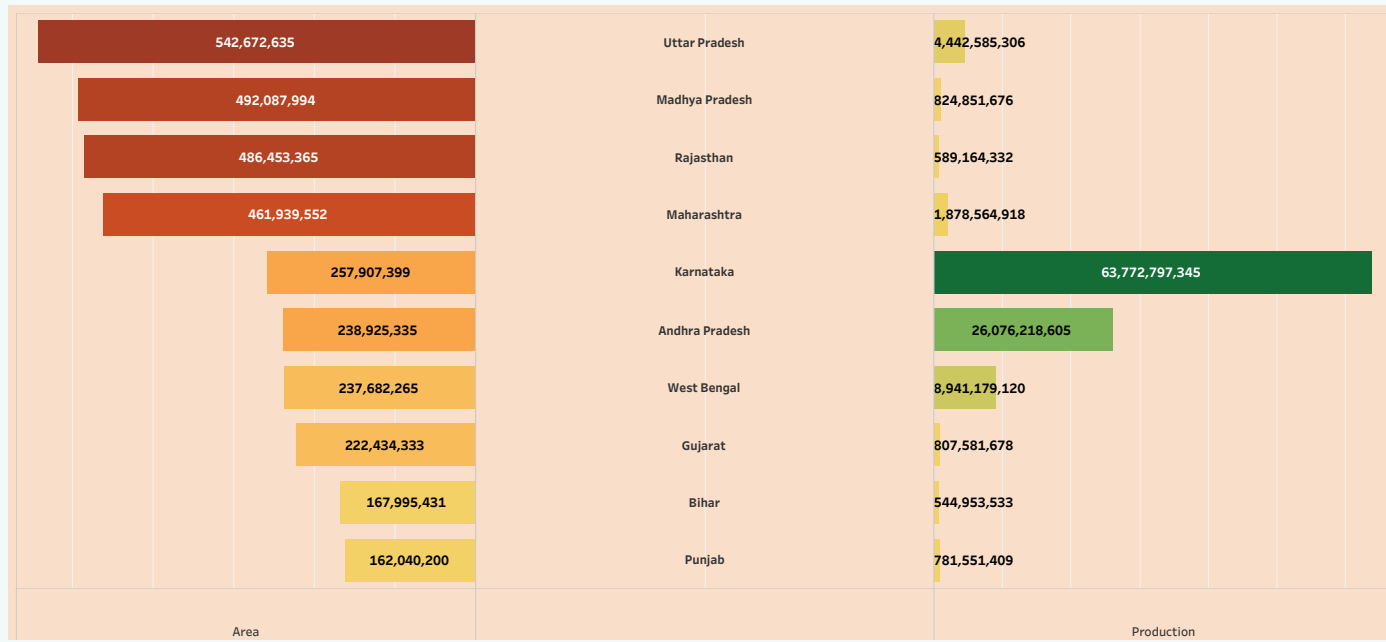 542,672,635 Uttar Pradesh 4,442,585,306
492,087,994 Madhya Pradesh 824,851,676
486,453,365 Rajasthan 589,164,332
461,939,552 Maharashtra 1,878,564,918
257,907,399 Karnataka 63,772,797,345
238,925,335 Andhra Pradesh 26,076,218,605
237,682,265 West Bengal 8,941,179,120
222,434,333 Gujarat 807,581,678
167,995,431 Bihar 544,953,533
162,040,200 Punjab 781,551,409
Area Production